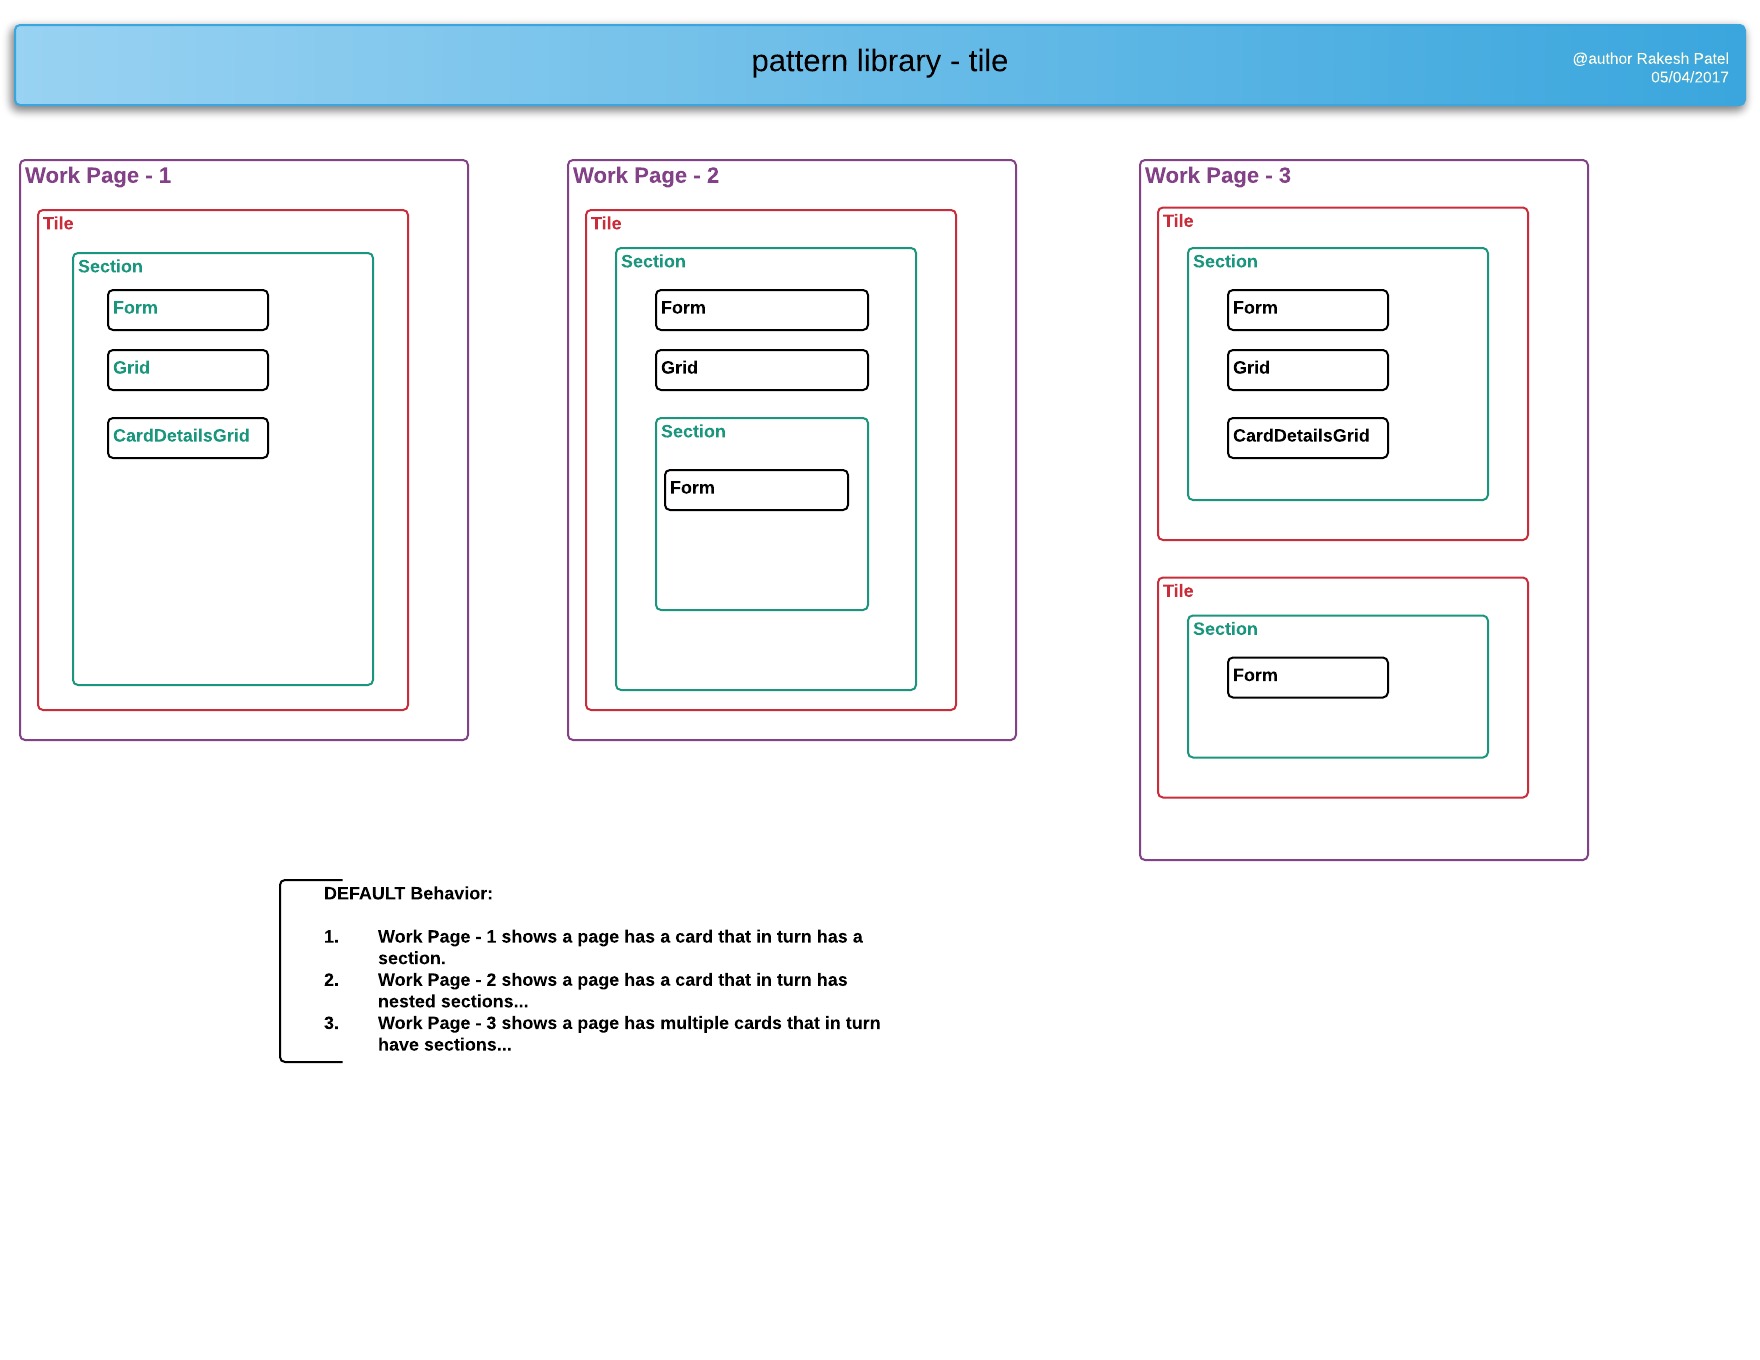 pattern library - tile
@author Rakesh Patel
05/04/2017
Work Page - 1
Tile
Section
Form
Grid
CardDetailsGrid
Work Page - 2
Tile
Section
Form
Grid
Section
Form
Work Page - 3
Tile
Section
Form
Grid
CardDetailsGrid
Tile
Section
Form
DEFAULT Behavior:
1. Work Page - 1 shows a page has a card that in turn has a
section.
2. Work Page - 2 shows a page has a card that in turn has
nested sections...
3. Work Page - 3 shows a page has multiple cards that in turn
have sections...